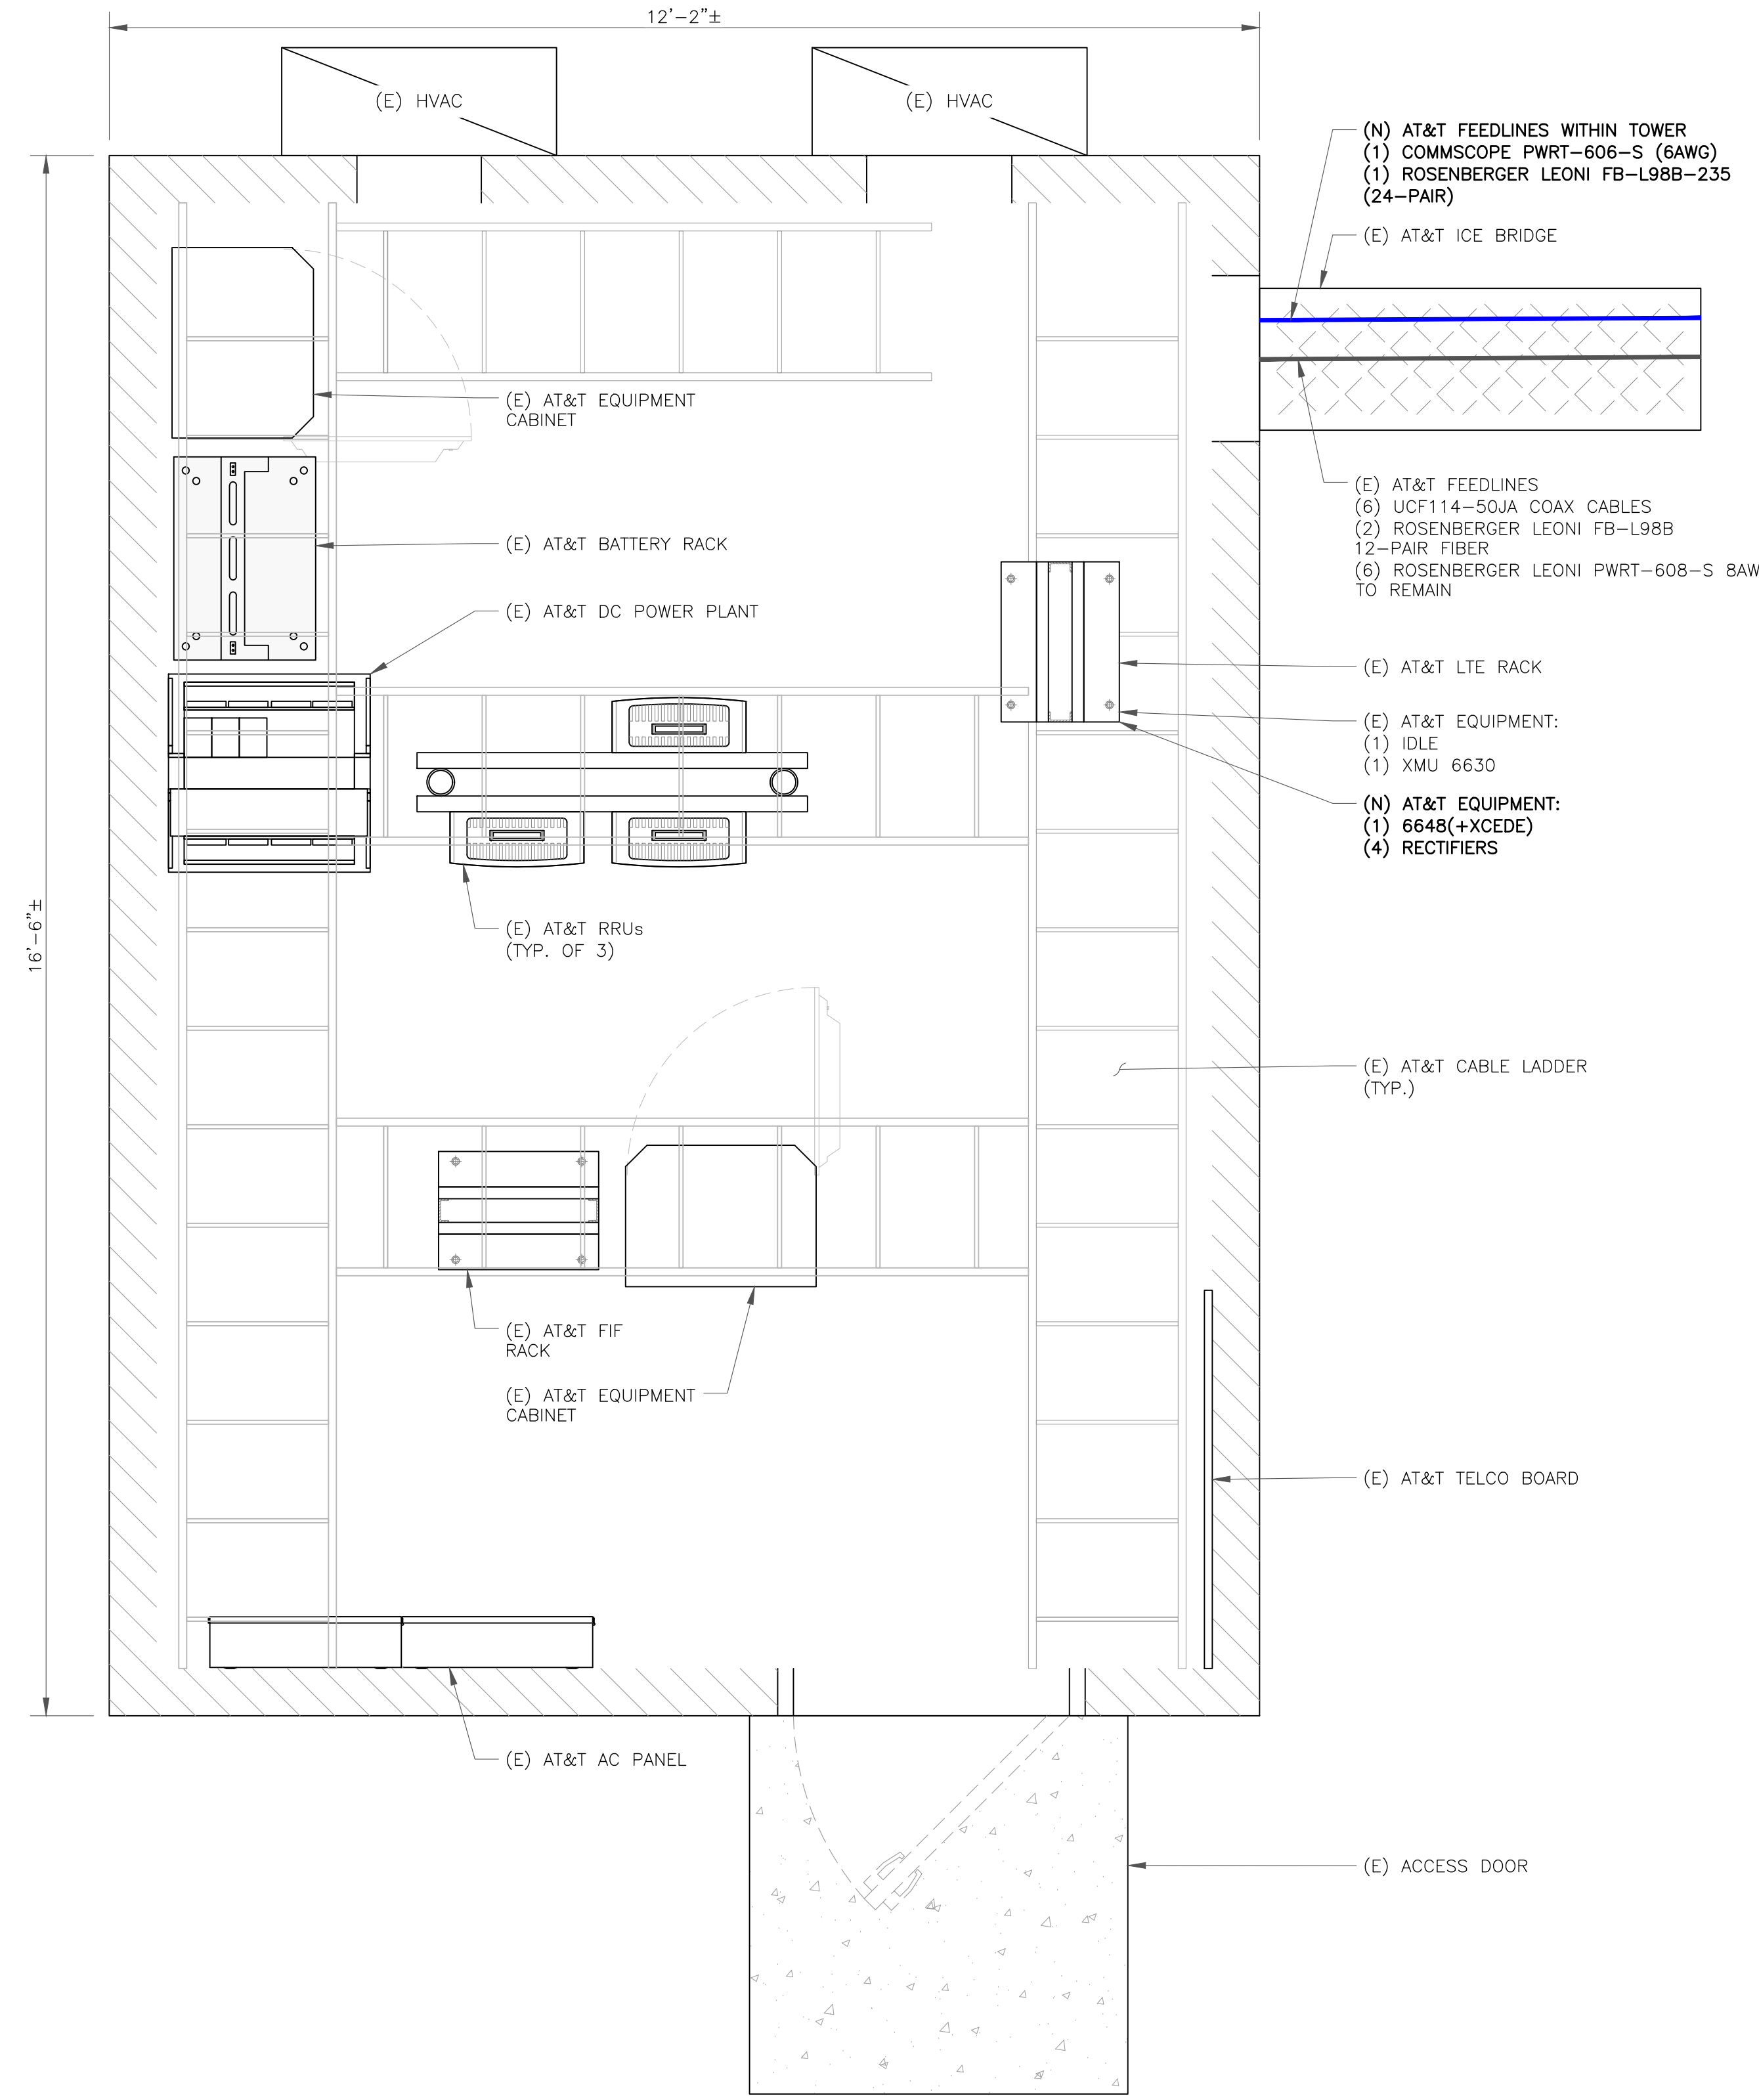 12'-2"±
(E) HVAC
(E) HVAC
(N) AT&T FEEDLINES WITHIN TOWER
(1) COMMSCOPE PWRT-606-S (6AWG)
(1) ROSENBERGER LEONI FB-L98B-235
(24-PAIR)
(E) AT&T ICE BRIDGE
(E) AT&T EQUIPMENT
CABINET
(E) AT&T FEEDLINES
(6) UCF114-50JA COAX CABLES
(2) ROSENBERGER LEONI FB-L98B
12-PAIR FIBER
(6) ROSENBERGER LEONI PWRT-608-S 8AW
TO REMAIN
(E) AT&T BATTERY RACK
(E) AT&T DC POWER PLANT
(E) AT&T LTE RACK
(E) AT&T EQUIPMENT:
(1) IDLE
(1) XMU 6630
(N) AT&T EQUIPMENT:
(1) 6648(+XCEDE)
(4) RECTIFIERS
16'-6"±
(E) AT&T RRUs
(TYP. OF 3)
(E) AT&T CABLE LADDER
(TYP.)
(E) AT&T FIF
RACK
(E) AT&T EQUIPMENT
CABINET
(E) AT&T TELCO BOARD
(E) AT&T AC PANEL
(E) ACCESS DOOR